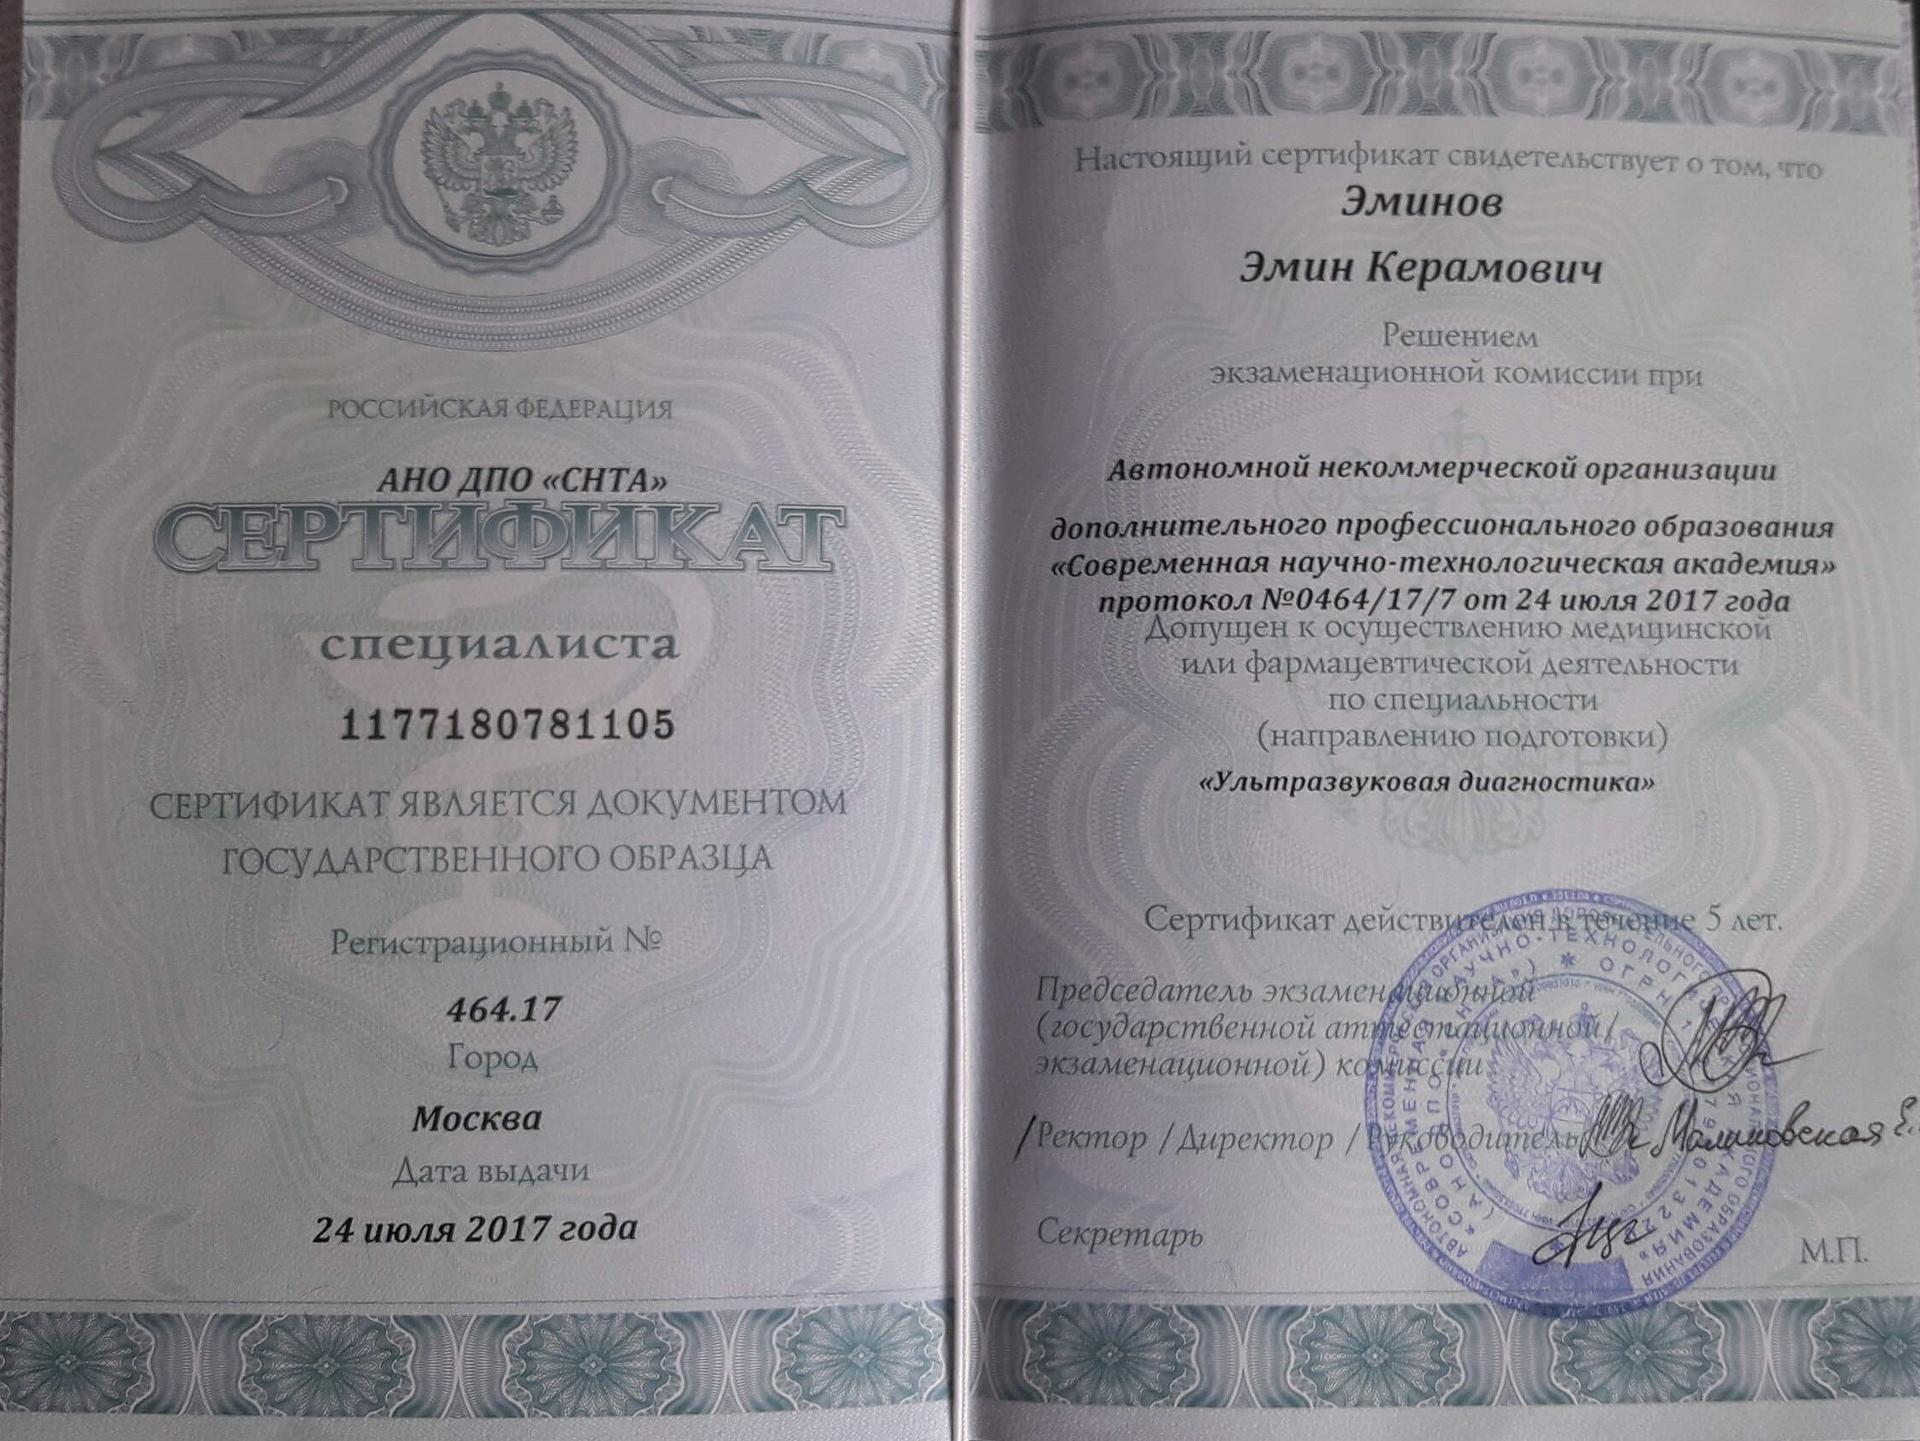 РОССИЙСКАЯ ФЕДЕРАЦИЯ
АНО ДПО «СНТА»
СЕРТИФИКАТ
специалиста
1177180781105
СЕРТИФИКАТ ЯВЛЯЕТСЯ ДОКУМЕНТОМ
ГОСУДАРСТВЕННОГО ОБРАЗЦА
Регистрационный №
464.17
Город
Москва
Дата выдачи
24 июля 2017 года
Настоящий сертификат свидетельствует о том, что
Эминов
Эмин Керамович
Решением
экзаменационной комиссии при
Автономной некоммерческой организации
дополнительного профессионального образования
«Современная научно-технологическая академия»
протокол №0464/17/7 от 24 июля 2017 года
Допущен к осуществлению медицинской
или фармацевтической деятельности
по специальности
(направлению подготовки)
«Ультразвуковая диагностика»
Сертификат действителен в течение 5 лет.
Председатель экзаменационной
(государственной аттестационной/
экзаменационной) комиссии
/Ректор /Директор /Руководитель
Малиновская Е.
Секретарь
М.П.